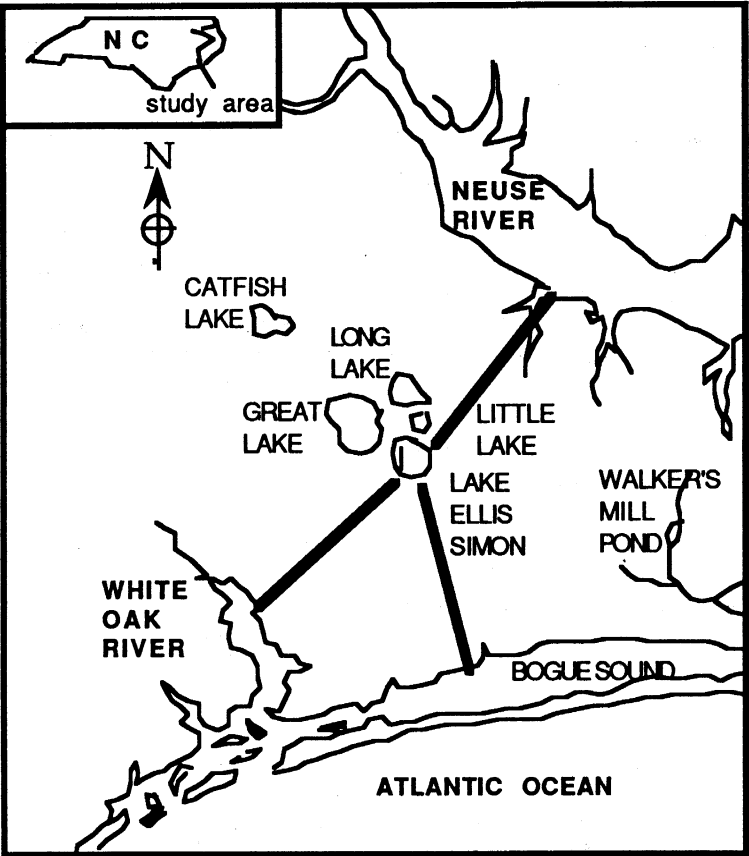 N C
study area
N
NEUSE
RIVER
CATFISH
LAKE
LONG
LAKE
GREAT
LAKE
LITTLE
LAKE
LAKE
ELLIS
SIMON
WALKER'S
MILL
POND
WHITE
OAK
RIVER
BOGUE SOUND
ATLANTIC OCEAN